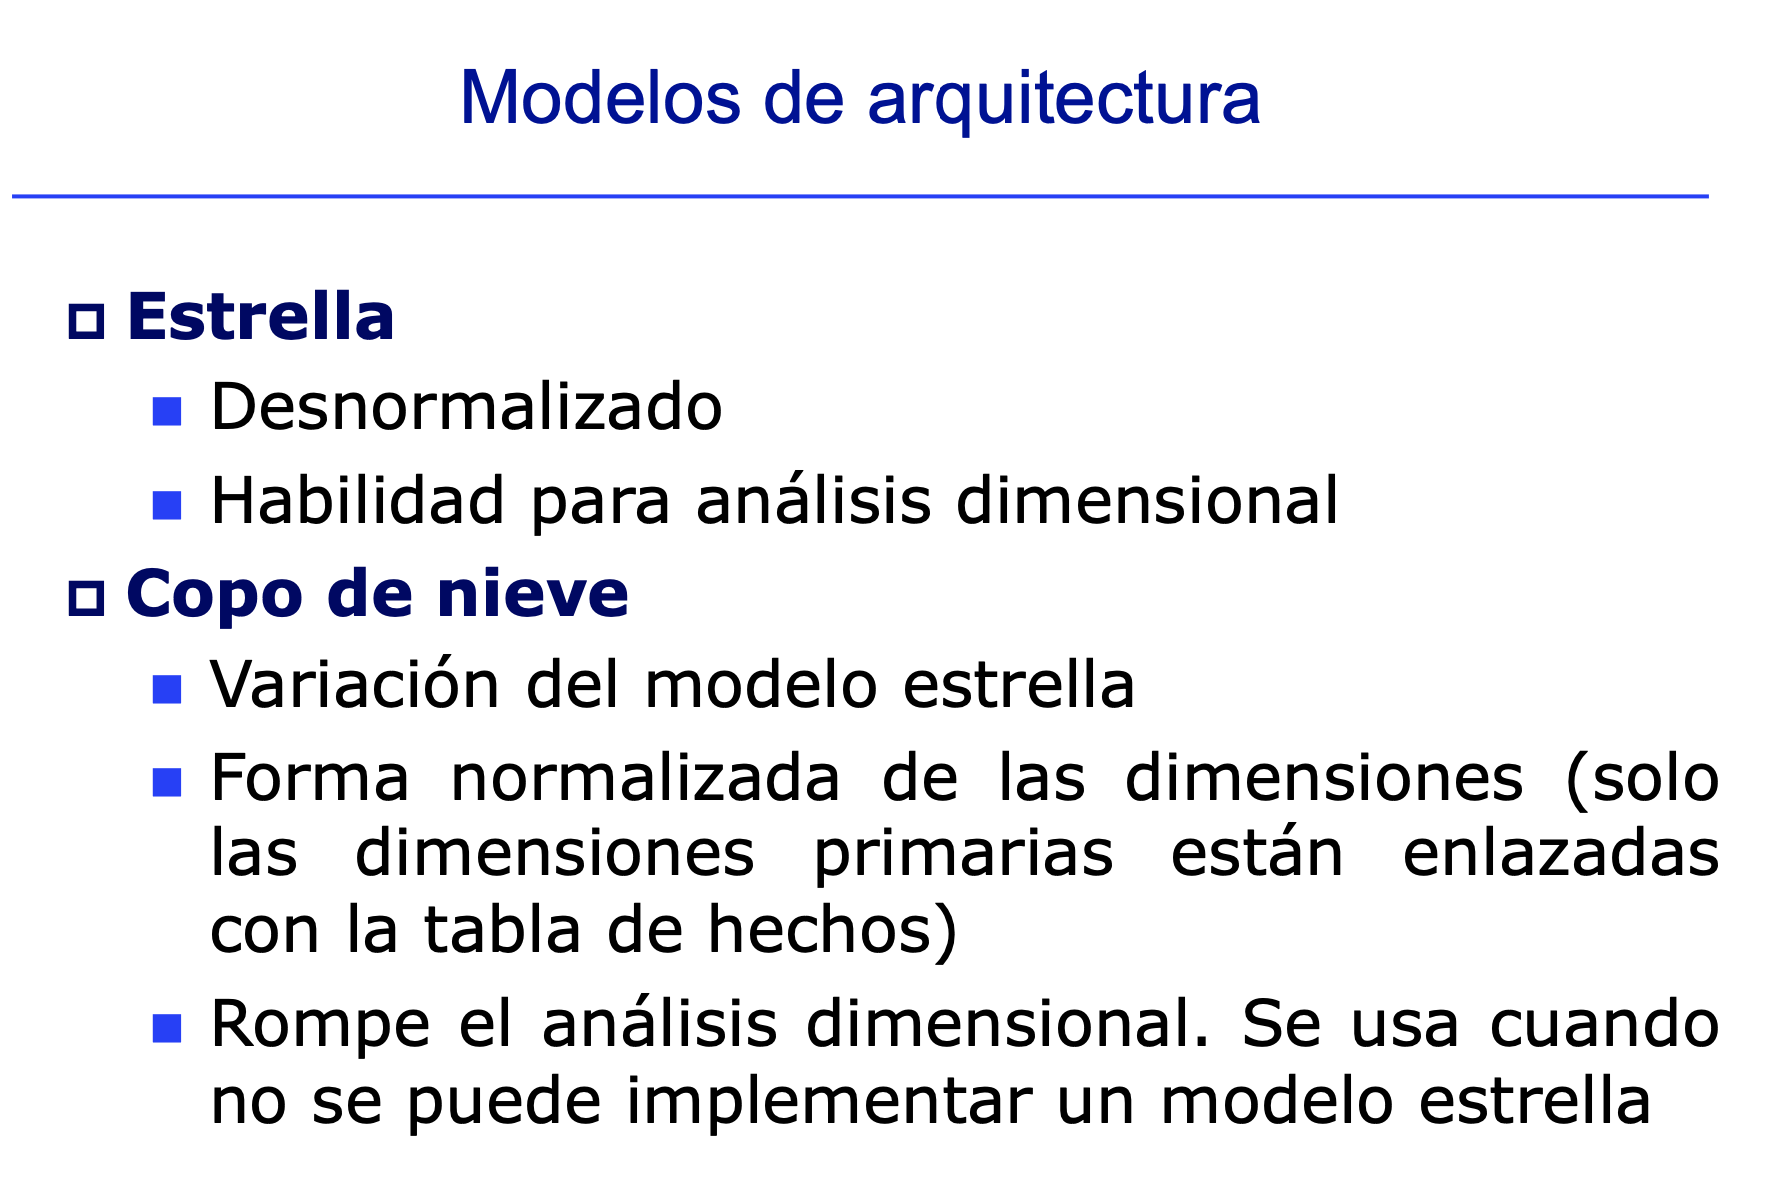 Modelos de arquitectura
Estrella
Desnormalizado
Habilidad para análisis dimensional
Copo de nieve
Variación del modelo estrella
Forma normalizada de las dimensiones (solo
las dimensiones primarias están enlazadas
con la tabla de hechos)
Rompe el análisis dimensional. Se usa cuando
no se puede implementar un modelo estrella